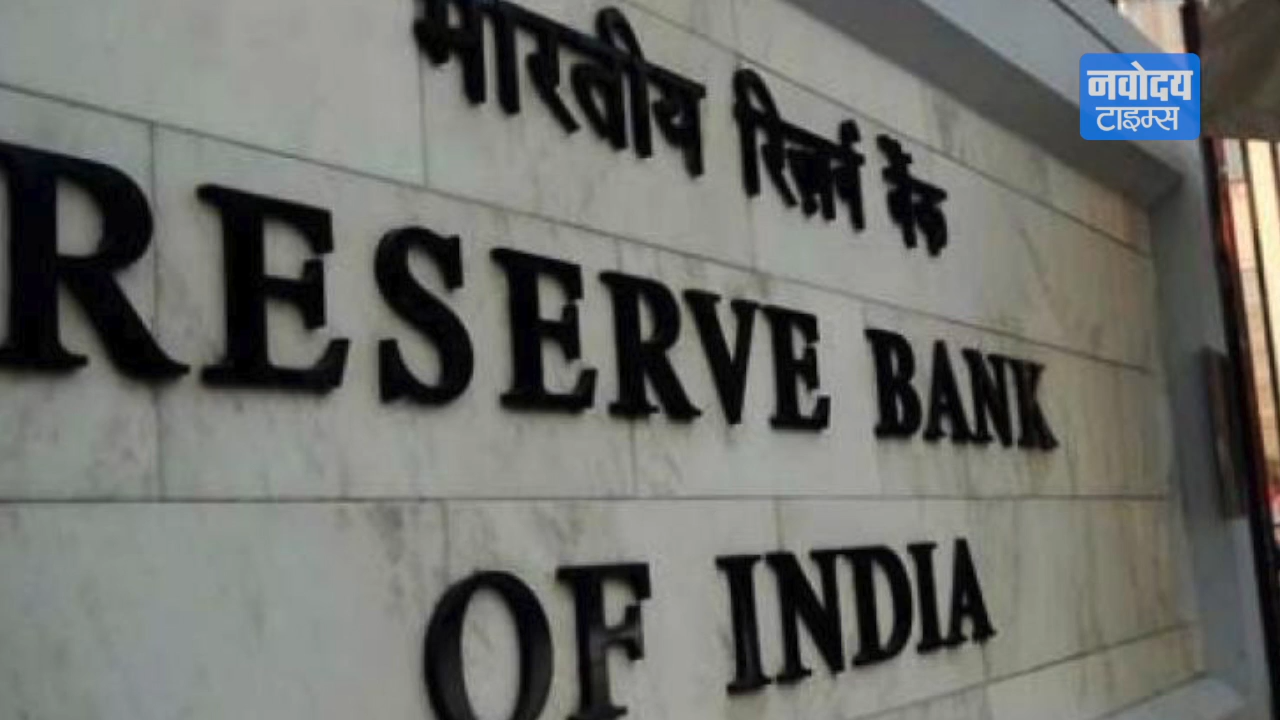 भारतीय रिज़र्व बैंक
RESERVE BANK
OF INDIA
नवोदय
टाइम्स